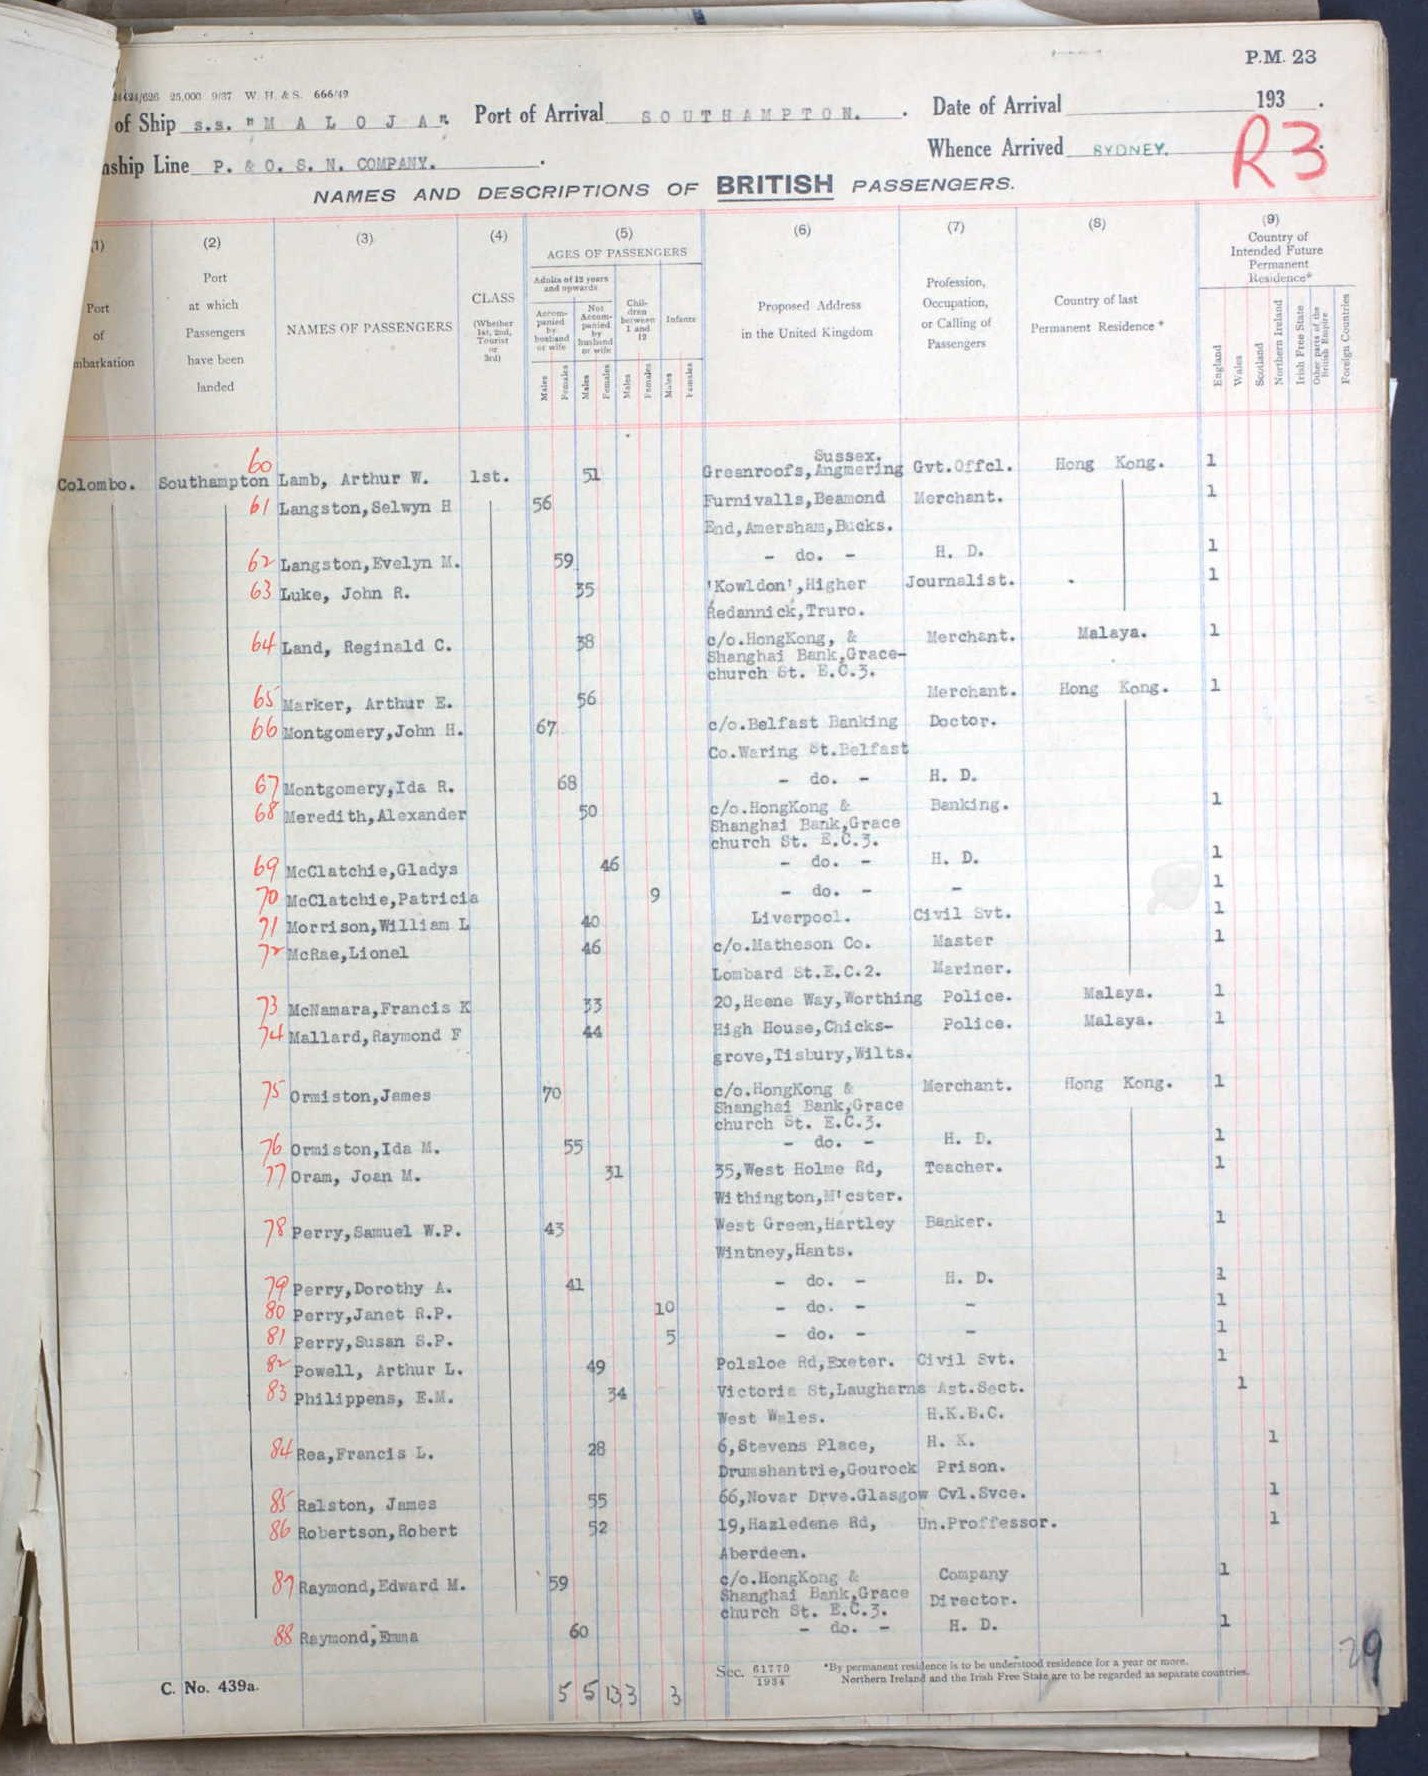 P.M. 23
25,000 9/37 W. H. & S. 666/49
of Ship s.s. "M A L O J A" Port of Arrival S O U T H A M P T O N. Date of Arrival 193 .
Line P. & O. S. N. COMPANY. Whence Arrived SYDNEY.
R3
NAMES AND DESCRIPTIONS OF BRITISH PASSENGERS.
(1) (2) (3) (4) (5) (6) (7) (8) (9)
Port of
Port at which Passengers have been landed
NAMES OF PASSENGERS
CLASS (Whether 1st, 2nd, Tourist or 3rd)
AGES OF PASSENGERS
Adults of 12 years and upwards
Accompanied by husband or wife
Not Accompanied by husband or wife
Children between 1 and 12
Infants
Males Females Males Females Males Females Males Females
Proposed Address in the United Kingdom
Profession, Occupation, or Calling of Passengers
Country of last Permanent Residence *
Country of Intended Future Permanent Residence*
England Wales Scotland Northern Ireland Irish Free State Other parts of the British Empire Foreign Countries
Sussex.
Colombo. Southampton 60 Lamb, Arthur W. 1st. 51 Greenroofs,Angmering Gvt.Offcl. Hong Kong. 1
61 Langston,Selwyn H 56 Furnivalls,Beamond Merchant. 1
End,Amersham,Bucks.
62 Langston,Evelyn M. 59 - do. - H. D. 1
63 Luke, John R. 35 'Kowldon',Higher Journalist. 1
Redannick,Truro.
64 Land, Reginald C. 38 c/o.HongKong, & Merchant. Malaya. 1
Shanghai Bank,Grace-
church St. E.C.3.
65 Marker, Arthur E. 56 Merchant. Hong Kong. 1
66 Montgomery,John H. 67 c/o.Belfast Banking Doctor.
Co.Waring St.Belfast
67 Montgomery,Ida R. 68 - do. - H. D.
68 Meredith,Alexander 50 c/o.HongKong & Banking. 1
Shanghai Bank,Grace
church St. E.C.3.
69 McClatchie,Gladys 46 - do. - H. D. 1
70 McClatchie,Patricia 9 - do. - - 1
71 Morrison,William L 40 Liverpool. Civil Svt. 1
72 McRae,Lionel 46 c/o.Matheson Co. Master 1
Lombard St.E.C.2. Mariner.
73 McNamara,Francis K 33 20,Heene Way,Worthing Police. Malaya. 1
74 Mallard,Raymond F 44 High House,Chicks- Police. Malaya. 1
grove,Tisbury,Wilts.
75 Ormiston,James 70 c/o.HongKong & Merchant. Hong Kong. 1
Shanghai Bank,Grace
church St. E.C.3.
76 Ormiston,Ida M. 55 - do. - H. D. 1
77 Oram, Joan M. 31 35,West Holme Rd, Teacher. 1
Withington,M'cster.
78 Perry,Samuel W.P. 43 West Green,Hartley Banker. 1
Wintney,Hants.
79 Perry,Dorothy A. 41 - do. - H. D. 1
80 Perry,Janet R.P. 10 - do. - - 1
81 Perry,Susan S.P. 5 - do. - - 1
82 Powell, Arthur L. 49 Polsloe Rd,Exeter. Civil Svt. 1
83 Philippens, E.M. 34 Victoria St,Laugharne Ast.Sect. 1
West Wales. H.K.B.C.
84 Rea,Francis L. 28 6,Stevens Place, H. K. 1
Drumshantrie,Gourock Prison.
85 Ralston, James 55 66,Novar Drve.Glasgow Cvl.Svce. 1
86 Robertson,Robert 52 19,Hazledene Rd, Un.Proffessor. 1
Aberdeen.
87 Raymond,Edward M. 59 c/o.HongKong & Company 1
Shanghai Bank,Grace Director.
church St. E.C.3.
88 Raymond,Emma 60 - do. - H. D. 1
C. No. 439a. 5 5 13 3 3
Sec. 61770/1934
*By permanent residence is to be understood residence for a year or more.
Northern Ireland and the Irish Free State are to be regarded as separate countries.
29